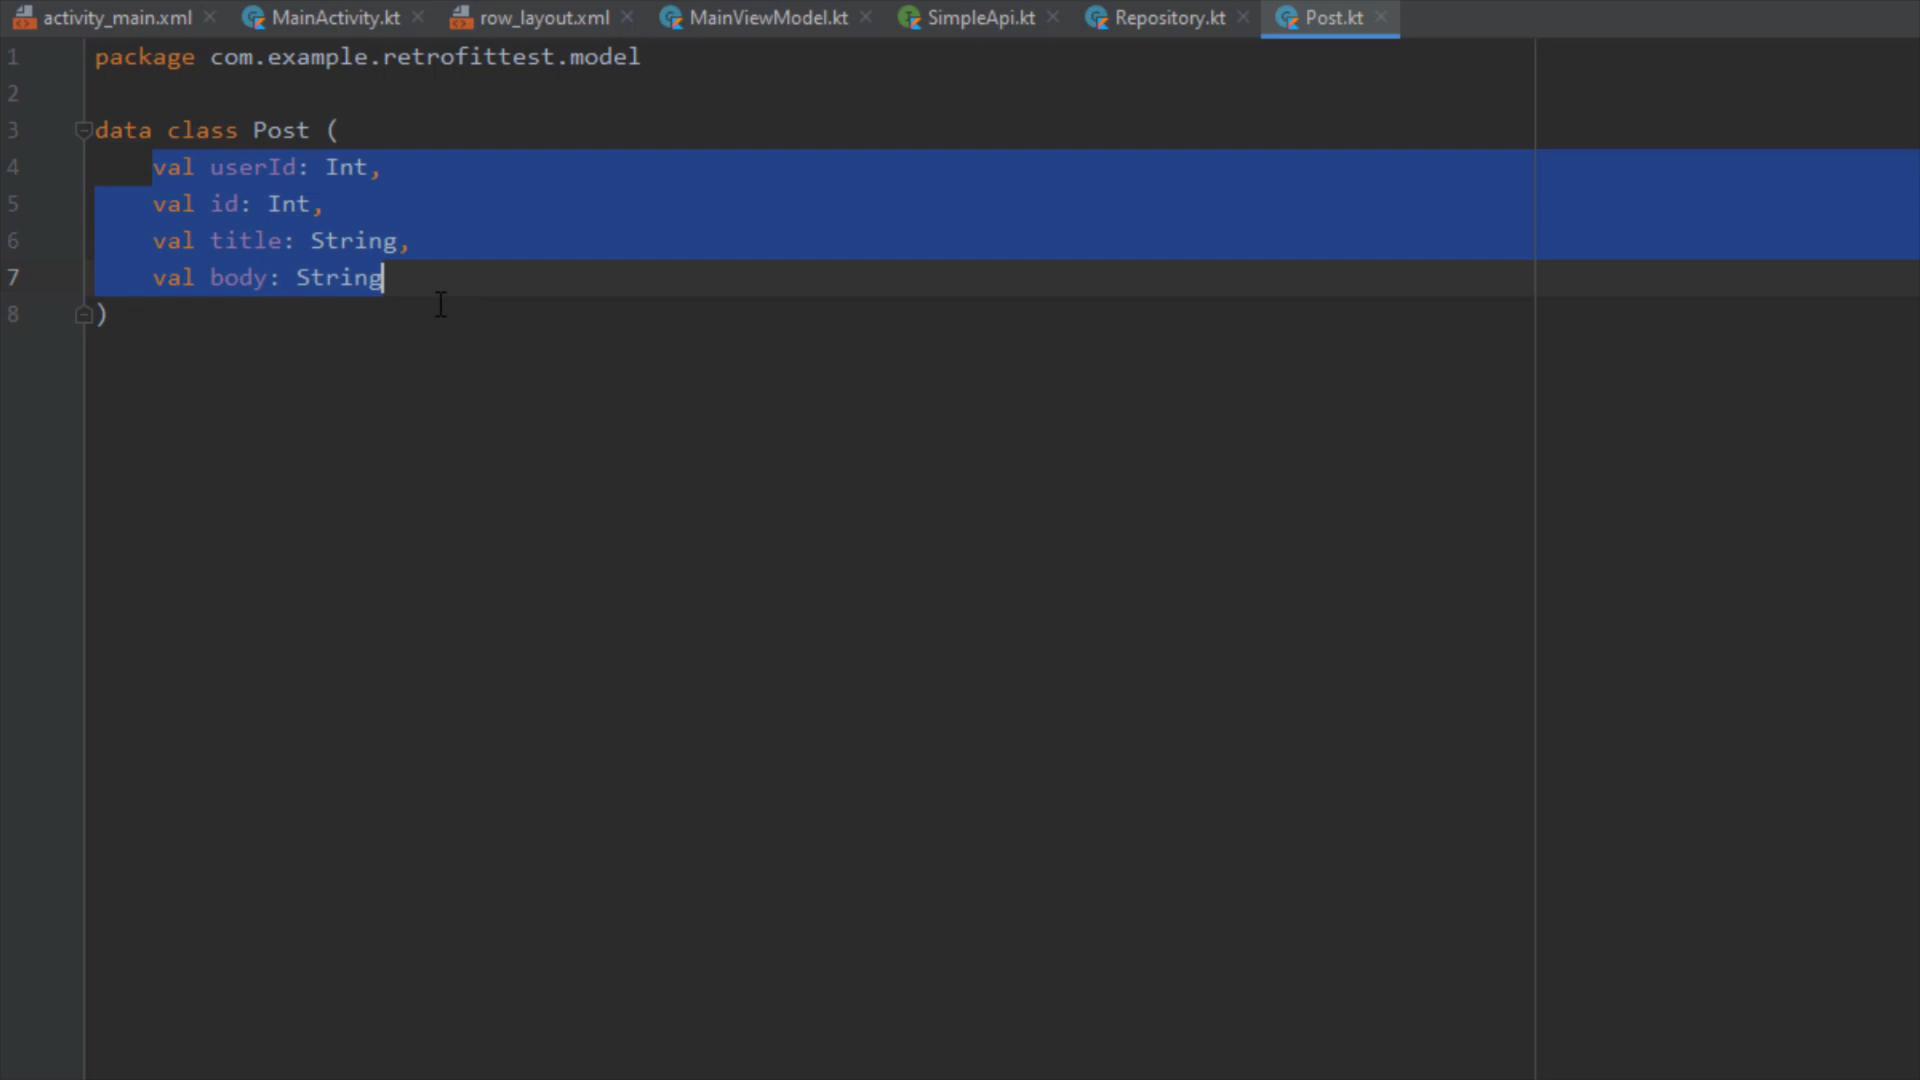 activity_main.xml MainActivity.kt row_layout.xml MainViewModel.kt SimpleApi.kt Repository.kt Post.kt
1 package com.example.retrofittest.model
2
3 data class Post (
4 val userId: Int,
5 val id: Int,
6 val title: String,
7 val body: String
8 )